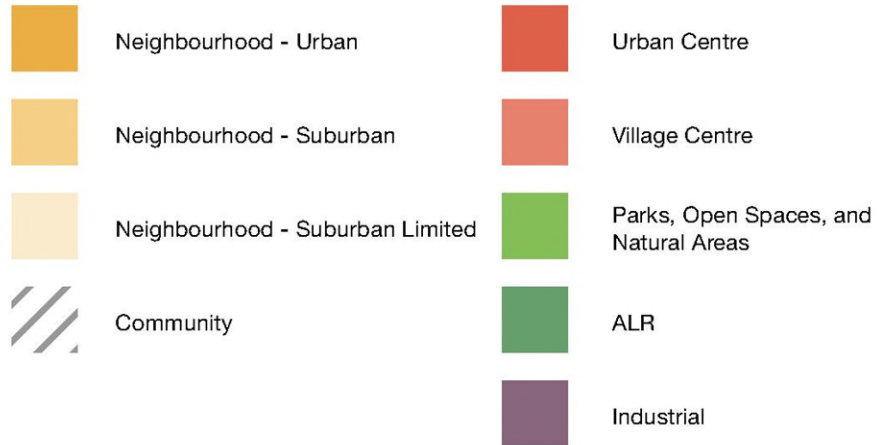 Neighbourhood - Urban
Neighbourhood - Suburban
Neighbourhood - Suburban Limited
Community
Urban Centre
Village Centre
Parks, Open Spaces, and
Natural Areas
ALR
Industrial